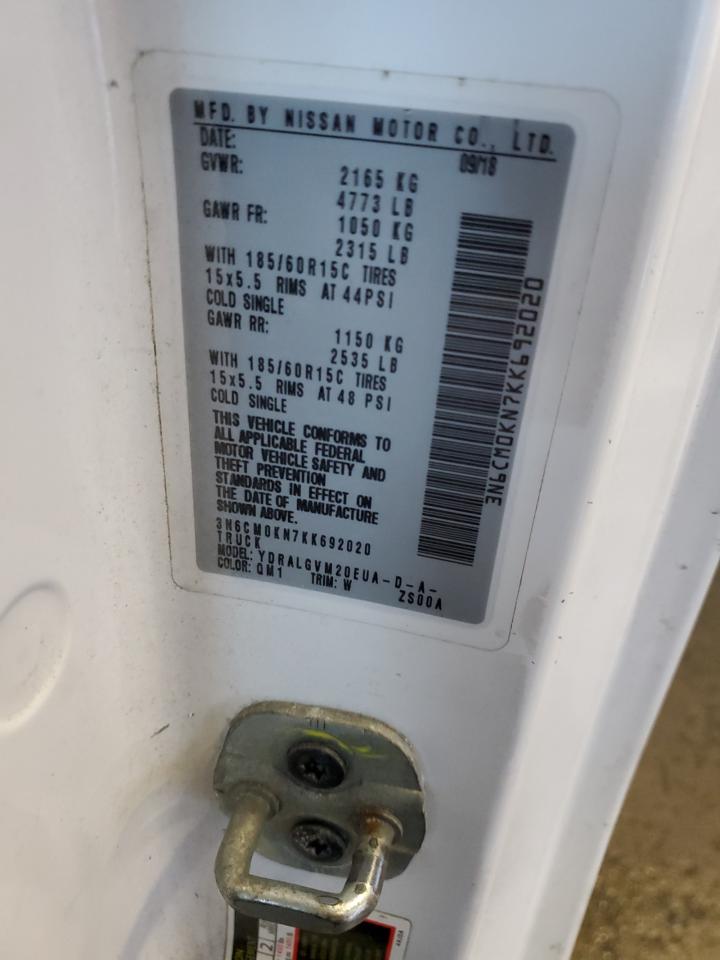 MFD. BY NISSAN MOTOR CO., LTD.
DATE: 09/18
GVWR: 2165 KG
4773 LB
GAWR FR: 1050 KG
2315 LB
WITH 185/60R15C TIRES
15x5.5 RIMS AT 44PSI
COLD SINGLE
GAWR RR: 1150 KG
2535 LB
WITH 185/60R15C TIRES
15x5.5 RIMS AT 48 PSI
COLD SINGLE
THIS VEHICLE CONFORMS TO
ALL APPLICABLE FEDERAL
MOTOR VEHICLE SAFETY AND
THEFT PREVENTION
STANDARDS IN EFFECT ON
THE DATE OF MANUFACTURE
SHOWN ABOVE.
3N6CM0KN7KK692020
TRUCK
MODEL: YDRALGVM20EUA-D-A-
COLOR: QM1 TRIM: W ZS00A
3N6CM0KN7KK692020
2